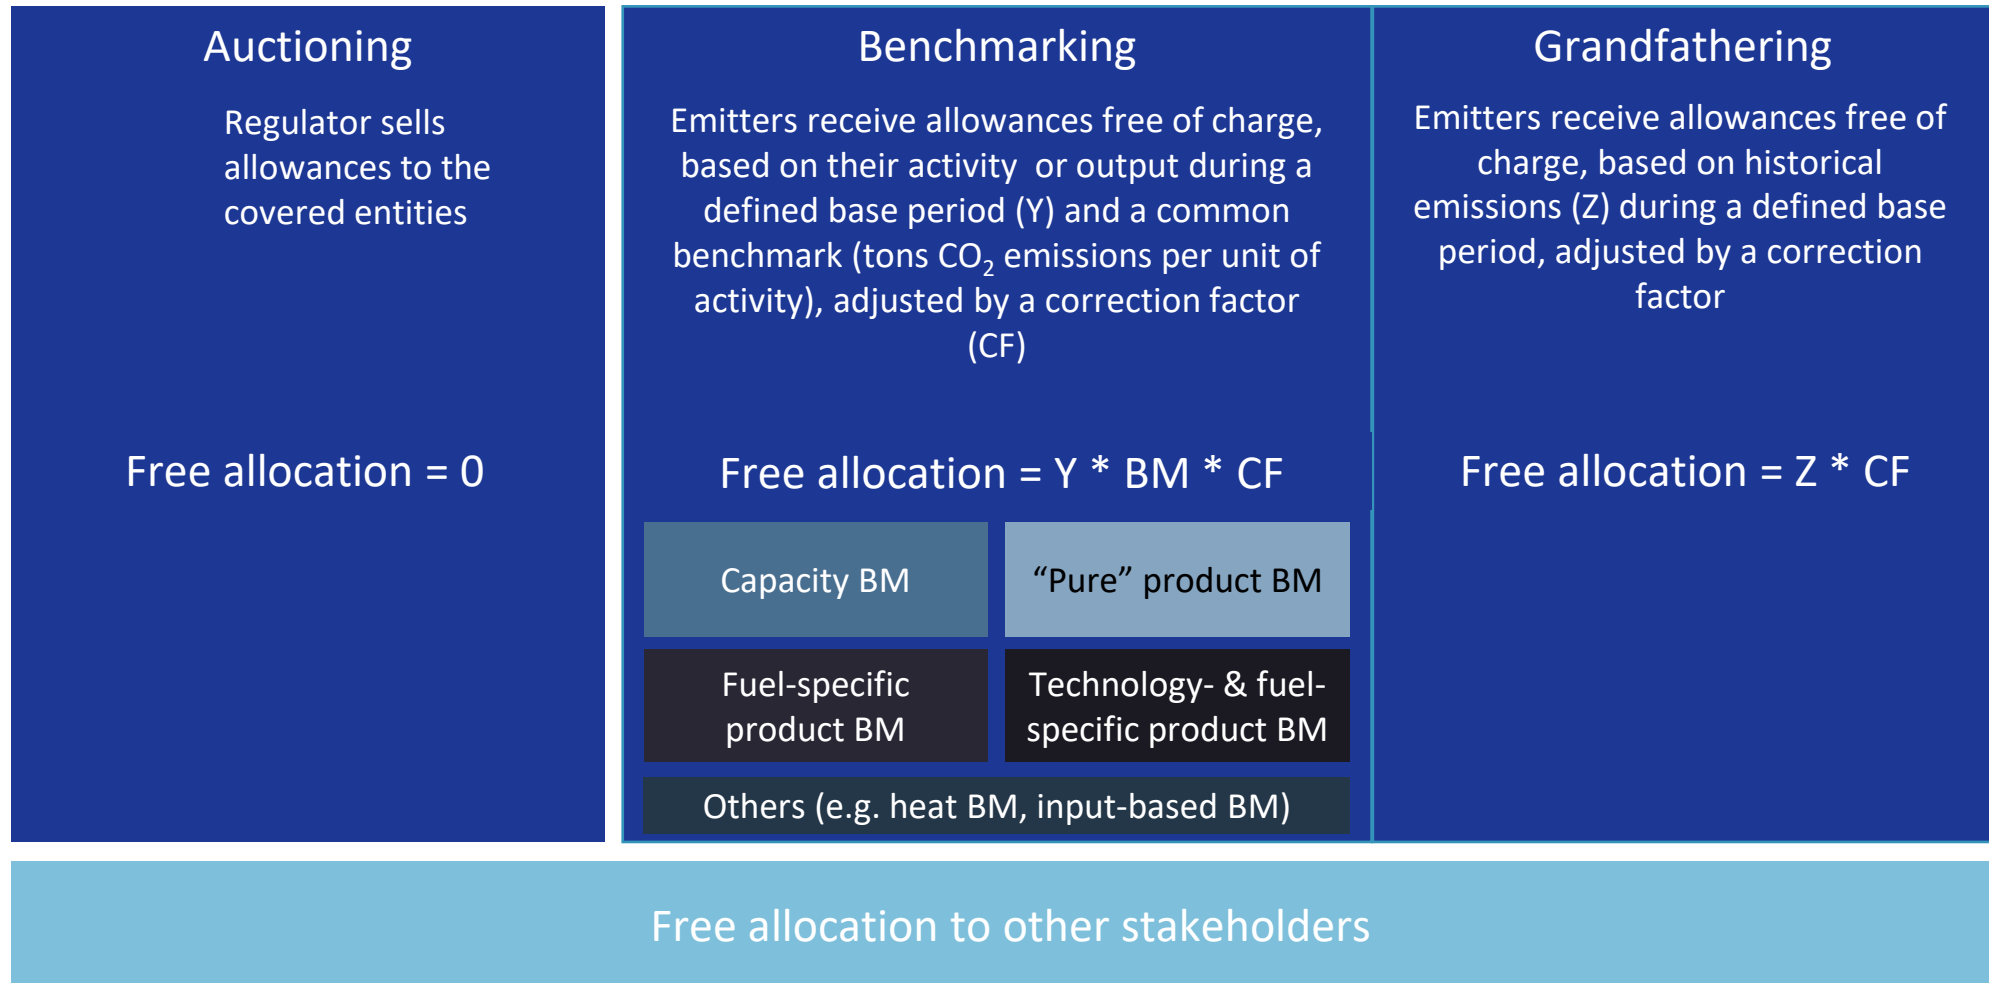 Auctioning
Regulator sells
allowances to the
covered entities
Free allocation = 0
Benchmarking
Emitters receive allowances free of charge,
based on their activity or output during a
defined base period (Y) and a common
benchmark (tons CO₂ emissions per unit of
activity), adjusted by a correction factor
(CF)
Free allocation = Y * BM * CF
Capacity BM
“Pure” product BM
Fuel-specific
product BM
Technology- & fuel-
specific product BM
Others (e.g. heat BM, input-based BM)
Grandfathering
Emitters receive allowances free of
charge, based on historical
emissions (Z) during a defined base
period, adjusted by a correction
factor
Free allocation = Z * CF
Free allocation to other stakeholders